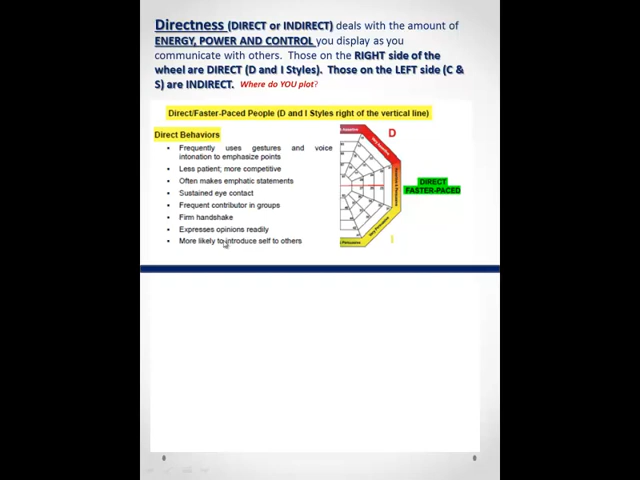 Directness (DIRECT or INDIRECT) deals with the amount of
ENERGY, POWER AND CONTROL you display as you
communicate with others. Those on the RIGHT side of the
wheel are DIRECT (D and I Styles). Those on the LEFT side (C &
S) are INDIRECT. Where do YOU plot?
Direct/Faster-Paced People (D and I Styles right of the vertical line)
Direct Behaviors
• Frequently uses gestures and voice
intonation to emphasize points
• Less patient; more competitive
• Often makes emphatic statements
• Sustained eye contact
• Frequent contributor in groups
• Firm handshake
• Expresses opinions readily
• More likely to introduce self to others
D
DIRECT
FASTER-PACED
I